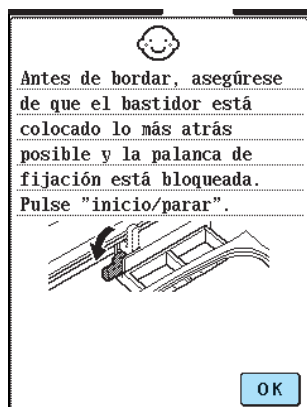 Antes de bordar, asegúrese
de que el bastidor está
colocado lo más atrás
posible y la palanca de
fijación está bloqueada.
Pulse "inicio/parar".
OK